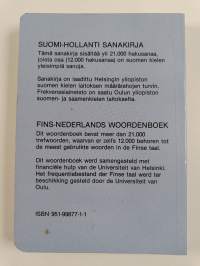 SUOMI-HOLLANTI SANAKIRJA
Tämä sanakirja sisältää yli 21.000 hakusanaa,
joista osa (12.000 hakusanaa) on suomen kielen
yleisimpiä sanoja.
Sanakirja on laadittu Helsingin yliopiston
suomen kielen laitoksen määrärahojen turvin.
Frekvenssiaineisto on saatu Oulun yliopiston
suomen- ja saamenkielen laitokselta.
FINS-NEDERLANDS WOORDENBOEK
Dit woordenboek bevat meer dan 21.000
trefwoorden, waarvan er zelfs 12.000 behoren tot
de meest gebruikte woorden in de Finse taal.
Dit woordenboek werd samengesteld met
financiële hulp van de Universiteit van Helsinki.
Het frequentiebestand der Finse taal werd ter
beschikking gesteld door de Universiteit van
Oulu.
ISBN 951-99877-1-1